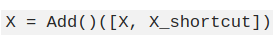 X = Add()([X, X_shortcut])